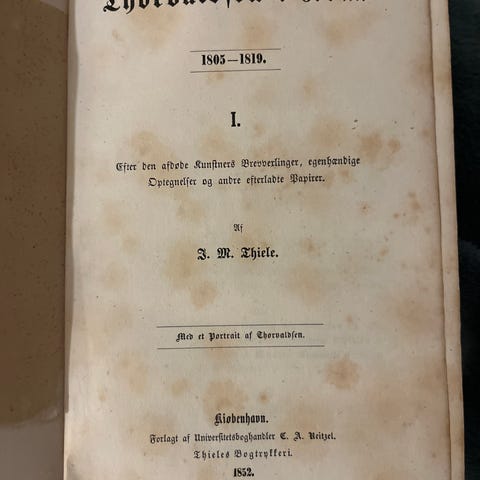 Thorvaldsen
1805—1819.
I.
Efter den afdøde Kunstners Brevvexlinger, egenhændige
Optegnelser og andre efterladte Papirer.
Af
J. M. Thiele.
Med et Portrait af Thorvaldsen.
Kiøbenhavn.
Forlagt af Universitetsboghandler C. A. Reitzel.
Thieles Bogtrykkeri.
1852.